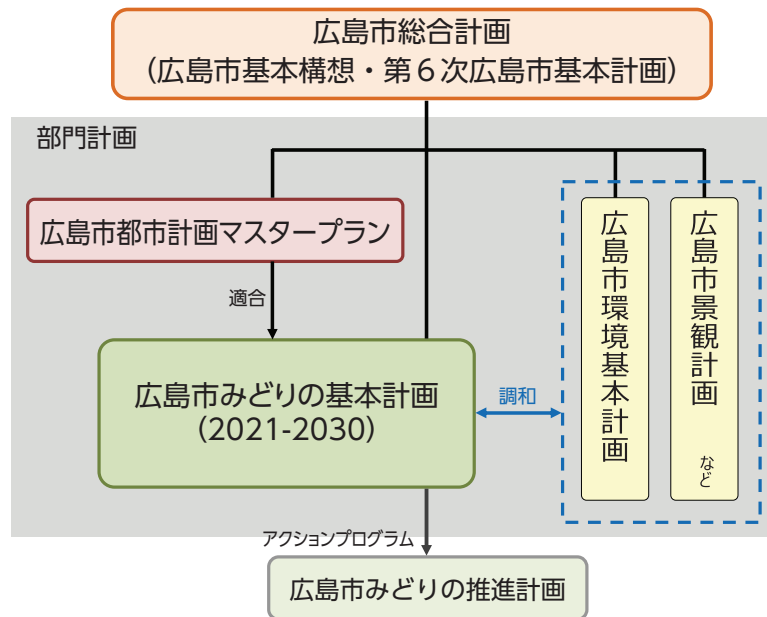 広島市総合計画
（広島市基本構想・第６次広島市基本計画）
部門計画
広島市都市計画マスタープラン
適合
広島市みどりの基本計画
（2021-2030）
調和
広島市環境基本計画
広島市景観計画
など
アクションプログラム
広島市みどりの推進計画